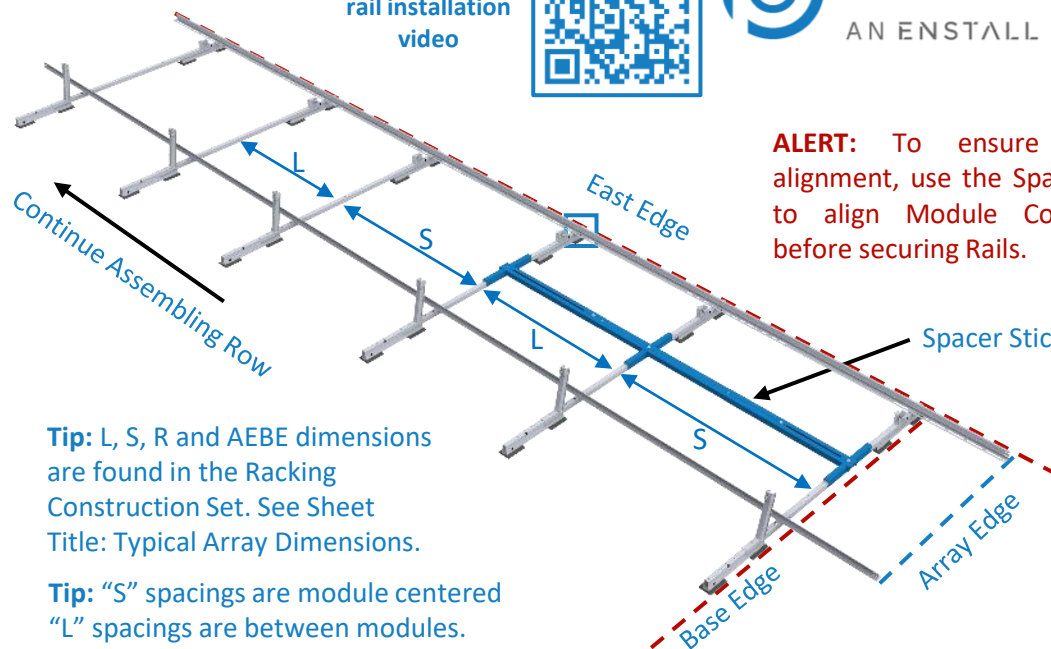 rail installation
video
AN ENSTALL
ALERT: To ensure
alignment, use the Spa
to align Module Co
before securing Rails.
East Edge
L
S
Continue Assembling Row
L
Spacer Stic
S
Tip: L, S, R and AEBE dimensions
are found in the Racking
Construction Set. See Sheet
Title: Typical Array Dimensions.
Array Edge
Base Edge
Tip: “S” spacings are module centered
“L” spacings are between modules.